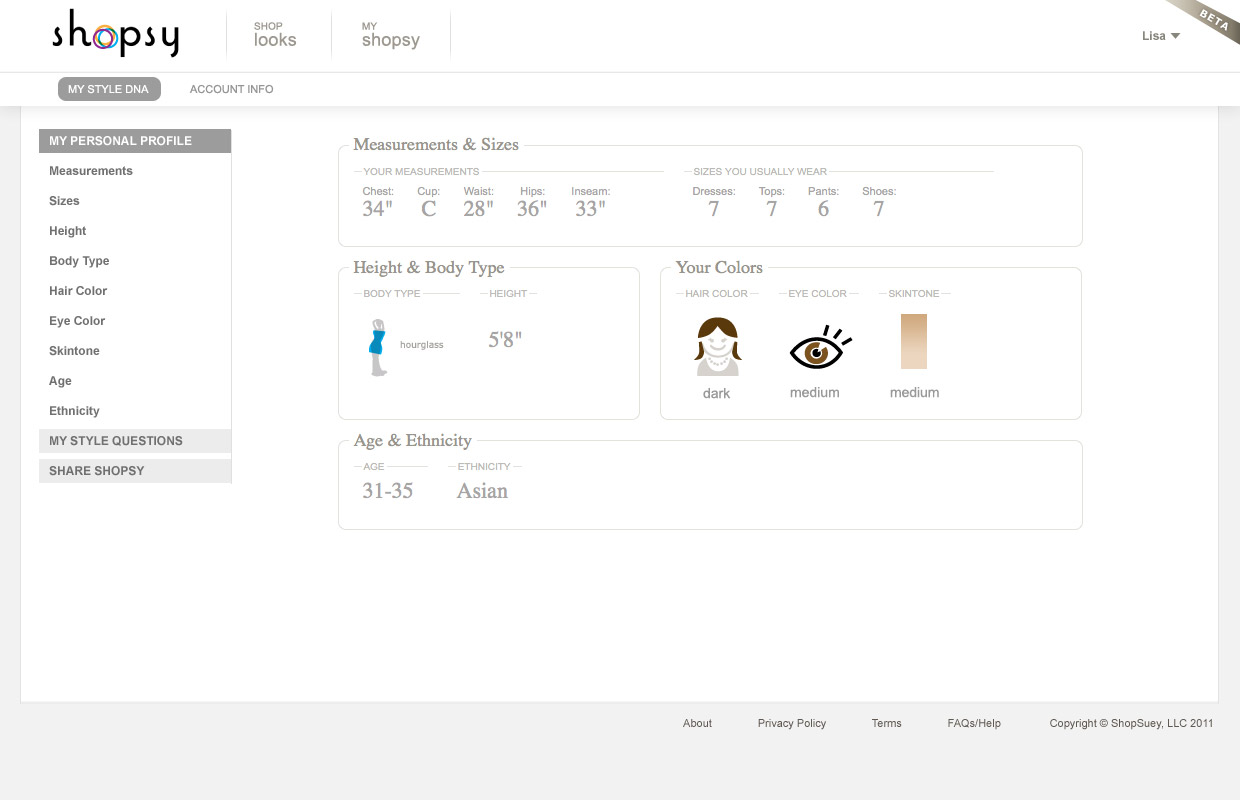 shopsy
SHOP
looks
MY
shopsy
Lisa
BETA
MY STYLE DNA
ACCOUNT INFO
MY PERSONAL PROFILE
Measurements
Sizes
Height
Body Type
Hair Color
Eye Color
Skintone
Age
Ethnicity
MY STYLE QUESTIONS
SHARE SHOPSY
Measurements & Sizes
YOUR MEASUREMENTS
Chest: Cup: Waist: Hips: Inseam:
34" C 28" 36" 33"
SIZES YOU USUALLY WEAR
Dresses: Tops: Pants: Shoes:
7 7 6 7
Height & Body Type
BODY TYPE HEIGHT
hourglass 5'8"
Your Colors
HAIR COLOR EYE COLOR SKINTONE
dark medium medium
Age & Ethnicity
AGE ETHNICITY
31-35 Asian
About Privacy Policy Terms FAQs/Help Copyright © ShopSuey, LLC 2011